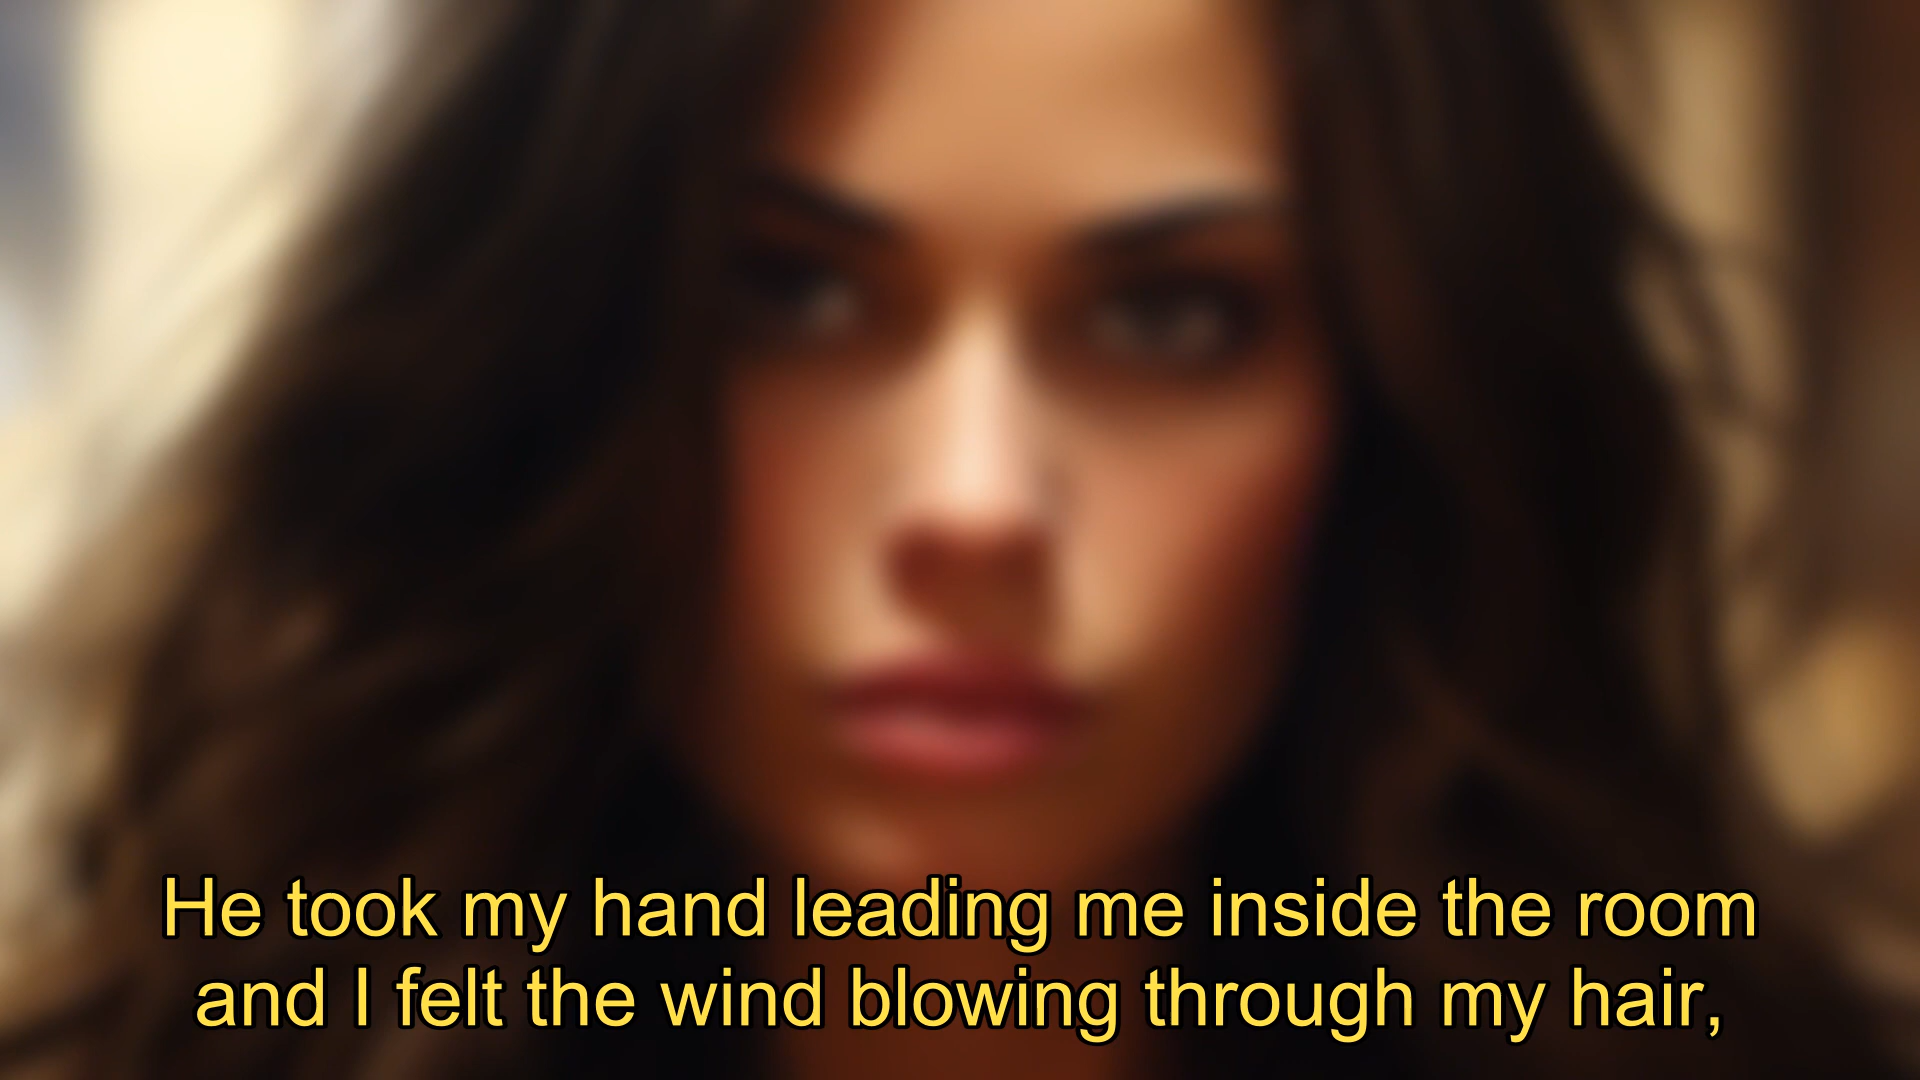 He took my hand leading me inside the room
and I felt the wind blowing through my hair,